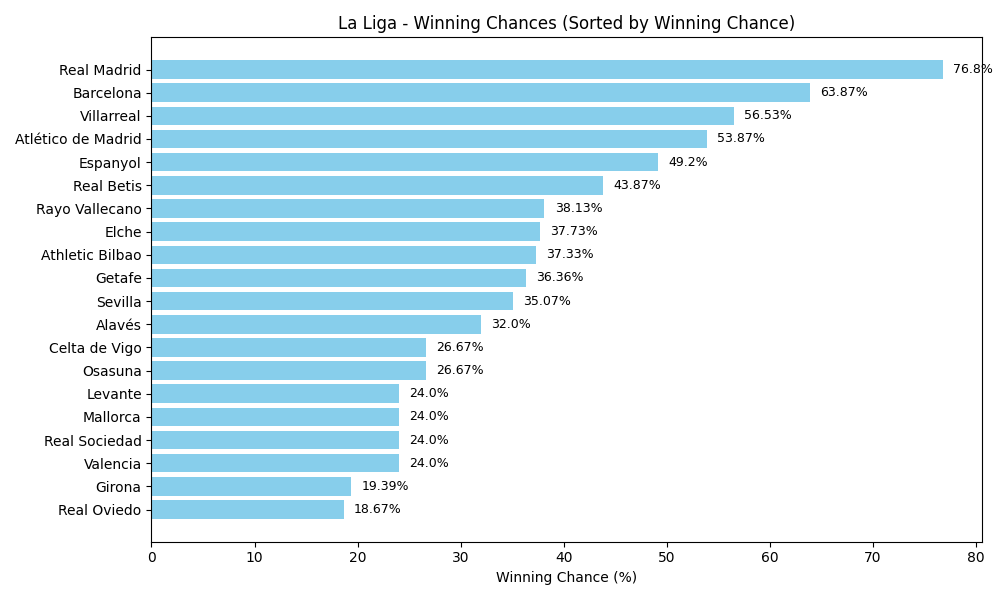 La Liga - Winning Chances (Sorted by Winning Chance)
Real Madrid 76.8%
Barcelona 63.87%
Villarreal 56.53%
Atlético de Madrid 53.87%
Espanyol 49.2%
Real Betis 43.87%
Rayo Vallecano 38.13%
Elche 37.73%
Athletic Bilbao 37.33%
Getafe 36.36%
Sevilla 35.07%
Alavés 32.0%
Celta de Vigo 26.67%
Osasuna 26.67%
Levante 24.0%
Mallorca 24.0%
Real Sociedad 24.0%
Valencia 24.0%
Girona 19.39%
Real Oviedo 18.67%
0 10 20 30 40 50 60 70 80
Winning Chance (%)